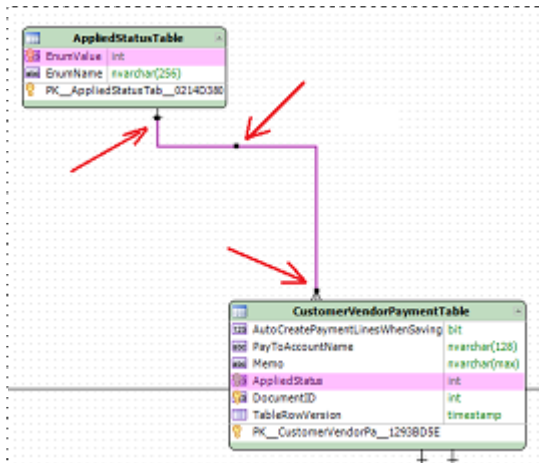 AppliedStatusTable
EnumValue int
EnumName nvarchar(256)
PK__AppliedStatusTab__0214D380
CustomerVendorPaymentTable
AutoCreatePaymentLinesWhenSaving bit
PayToAccountName nvarchar(128)
Memo nvarchar(max)
AppliedStatus int
DocumentID int
TableRowVersion timestamp
PK__CustomerVendorPa__1293BD5E